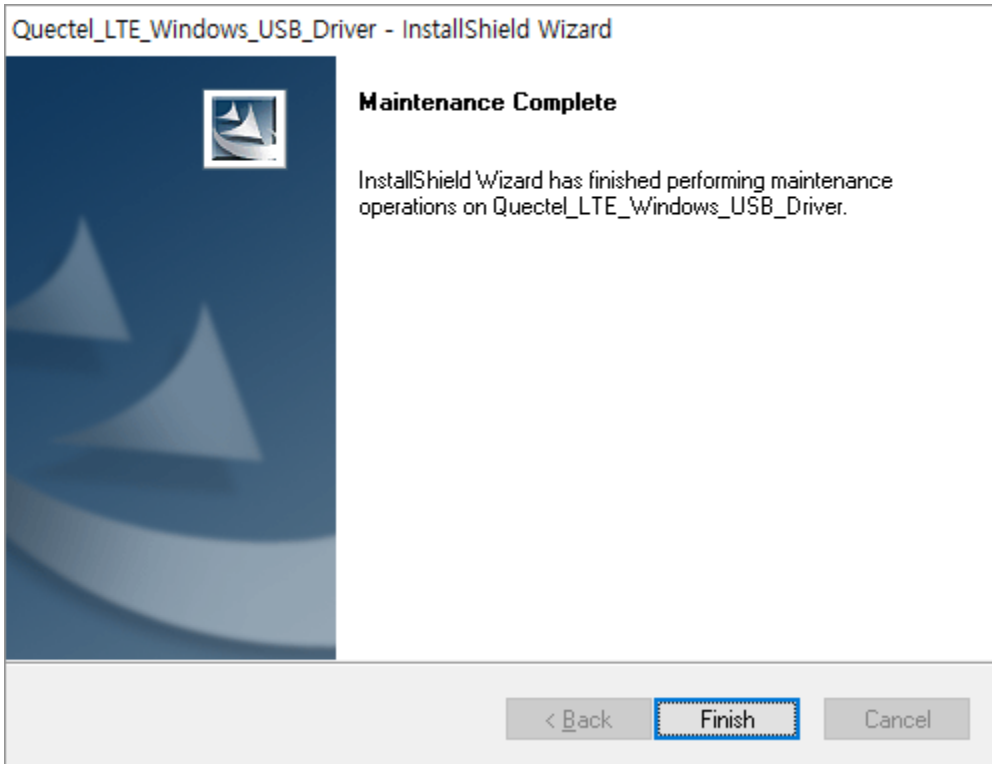 Quectel_LTE_Windows_USB_Driver - InstallShield Wizard
Maintenance Complete
InstallShield Wizard has finished performing maintenance
operations on Quectel_LTE_Windows_USB_Driver.
< Back Finish Cancel